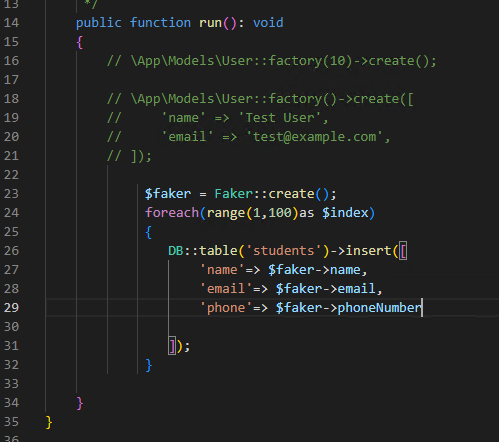 13 */
14 public function run(): void
15 {
16 // \App\Models\User::factory(10)->create();
17
18 // \App\Models\User::factory()->create([
19 //     'name' => 'Test User',
20 //     'email' => 'test@example.com',
21 // ]);
22
23 $faker = Faker::create();
24 foreach(range(1,100)as $index)
25 {
26 DB::table('students')->insert([
27 'name'=> $faker->name,
28 'email'=> $faker->email,
29 'phone'=> $faker->phoneNumber
30
31 ]);
32 }
33
34 }
35 }
36